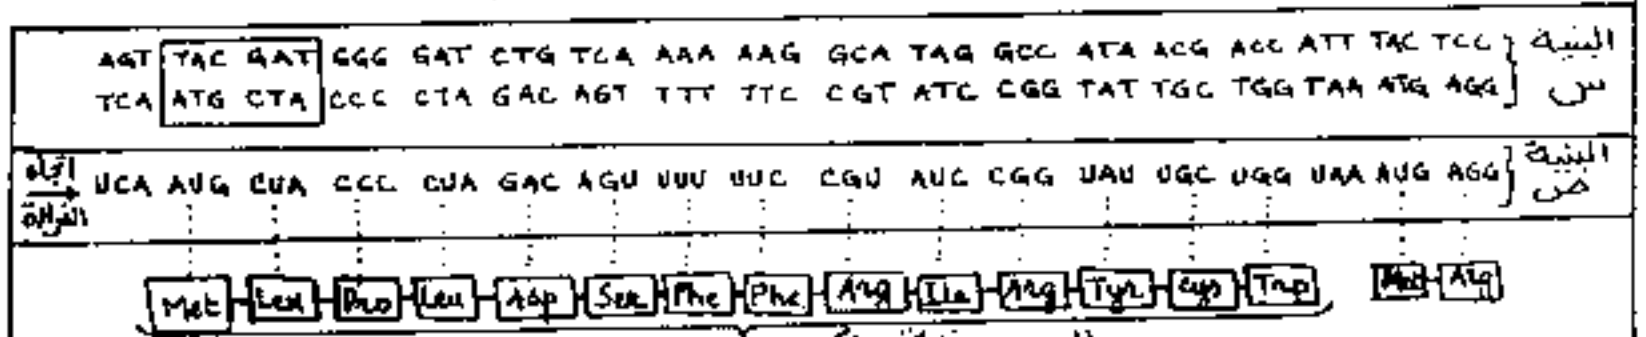 AGT TAC GAT GGG GAT CTG TCA AAA AAG GCA TAG GCC ATA ACG ACC ATT TAC TCC البنية
TCA ATG CTA CCC CTA GAC AGT TTT TTC CGT ATC CGG TAT TGC TGG TAA ATG AGG س
اتجاه القراءة UCA AUG CUA CCC CUA GAC AGU UUU UUC CGU AUC CGG UAU UGC UGG UAA AUG AGG البنية ص
Met Leu Pro Leu Asp Ser Phe Phe Arg Ile Arg Tyr Cys Trp Met Arg